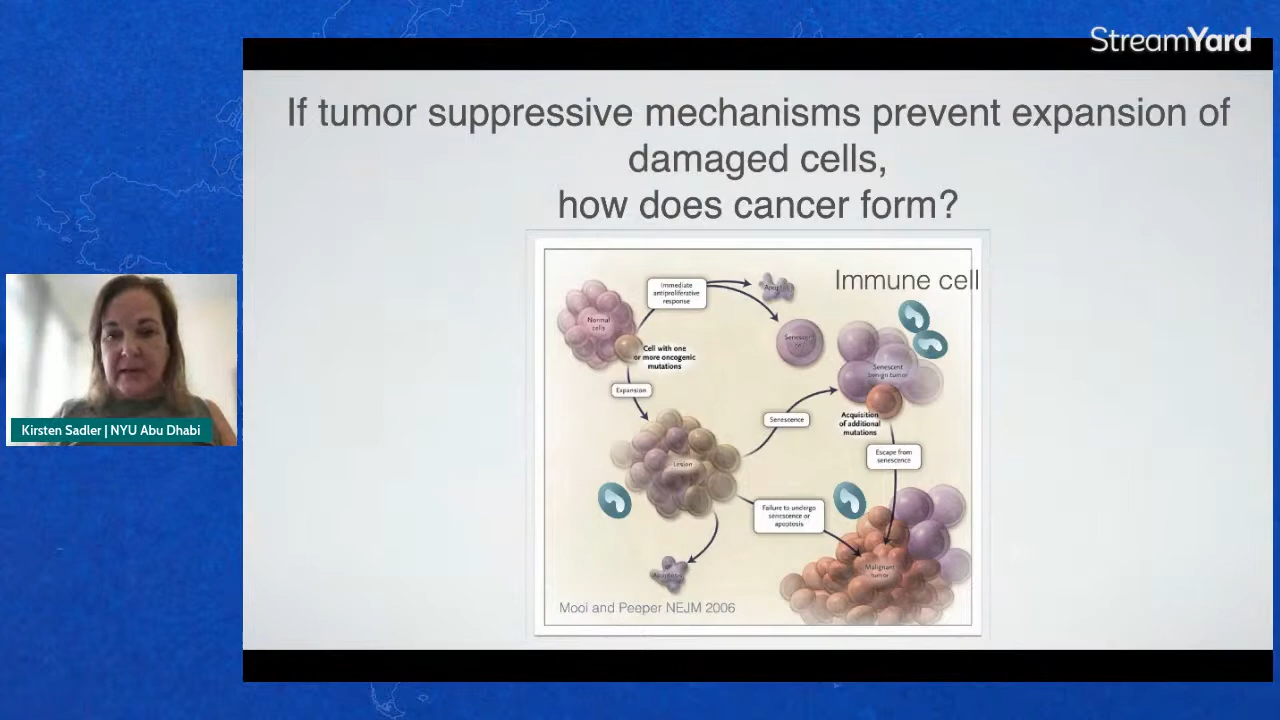 StreamYard
If tumor suppressive mechanisms prevent expansion of
damaged cells,
how does cancer form?
Immune cell
Immediate
antiproliferative
response
Normal
cells
Cell with one
or more oncogenic
mutations
Expansion
Senescent
benign tumor
Senescence
Acquisition
of additional
mutations
Escape from
senescence
Lesion
Failure to undergo
senescence or
apoptosis
Malignant
tumor
Apoptosis
Mooi and Peeper NEJM 2006
Kirsten Sadler | NYU Abu Dhabi